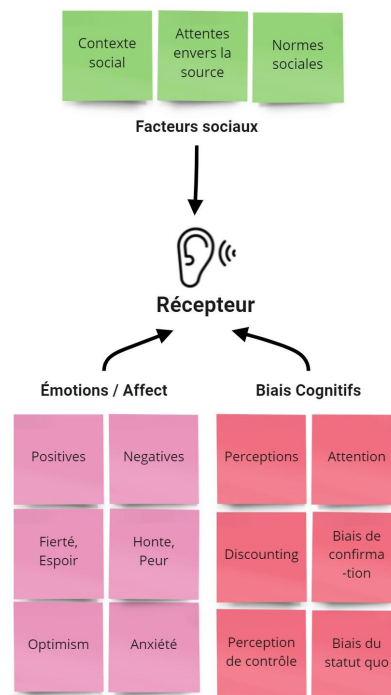 Contexte
social
Attentes
envers la
source
Normes
sociales
Facteurs sociaux
Récepteur
Émotions / Affect
Biais Cognitifs
Positives
Negatives
Perceptions
Attention
Fierté,
Espoir
Honte,
Peur
Discounting
Biais de
confirma
-tion
Optimism
Anxiété
Perception
de contrôle
Biais du
statut quo